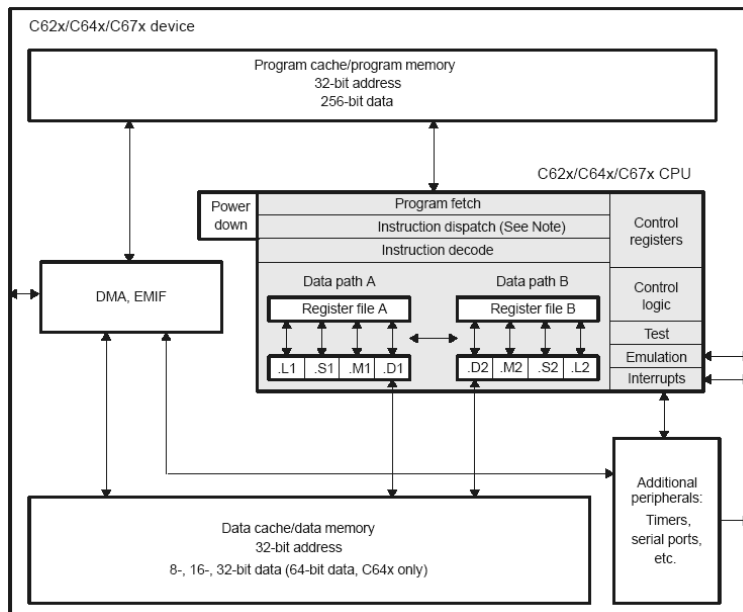 C62x/C64x/C67x device
Program cache/program memory
32-bit address
256-bit data
C62x/C64x/C67x CPU
Power
down
Program fetch
Instruction dispatch (See Note)
Instruction decode
Control
registers
Data path A
Data path B
Register file A
Register file B
Control
logic
Test
Emulation
Interrupts
.L1
.S1
.M1
.D1
.D2
.M2
.S2
.L2
DMA, EMIF
Data cache/data memory
32-bit address
8-, 16-, 32-bit data (64-bit data, C64x only)
Additional
peripherals:
Timers,
serial ports,
etc.